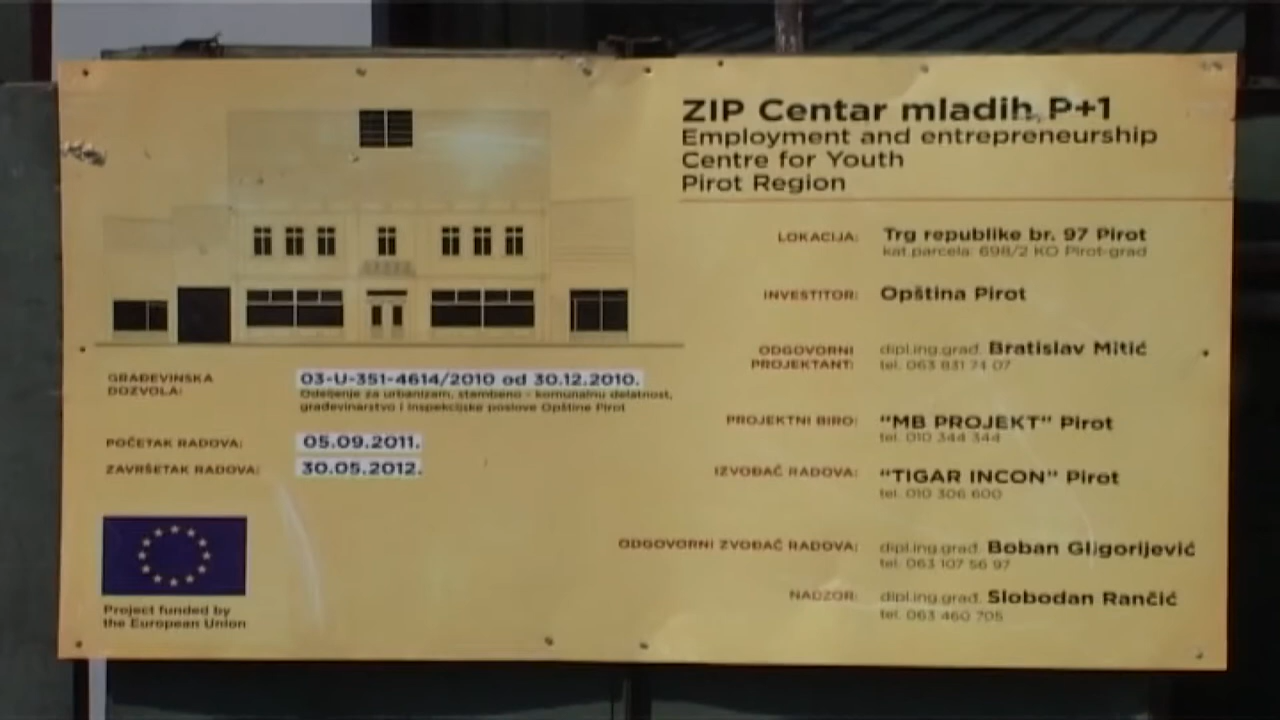 ZIP Centar mladih P+1
Employment and entrepreneurship
Centre for Youth
Pirot Region
LOKACIJA: Trg republike br. 97 Pirot
kat.parcela: 698/2 KO Pirot-grad
INVESTITOR: Opština Pirot
ODGOVORNI
PROJEKTANT: dipl.ing.grad. Bratislav Mitić
tel. 063 831 74 07
PROJEKTNI BIRO: "MB PROJEKT" Pirot
tel. 010 344 344
IZVOĐAČ RADOVA: "TIGAR INCON" Pirot
tel. 010 306 600
ODGOVORNI ZVOĐAČ RADOVA: dipl.ing.grad. Boban Gligorijević
tel. 063 107 56 97
NADZOR: dipl.ing.grad. Slobodan Rančić
tel. 063 460 705
GRAĐEVINSKA
DOZVOLA: 03-U-351-4614/2010 od 30.12.2010.
Odeljenje za urbanizam, stambeno - komunalnu delatnost,
građevinarstvo i inspekcijske poslove Opštine Pirot
POČETAK RADOVA: 05.09.2011.
ZAVRŠETAK RADOVA: 30.05.2012.
Project funded by
the European Union